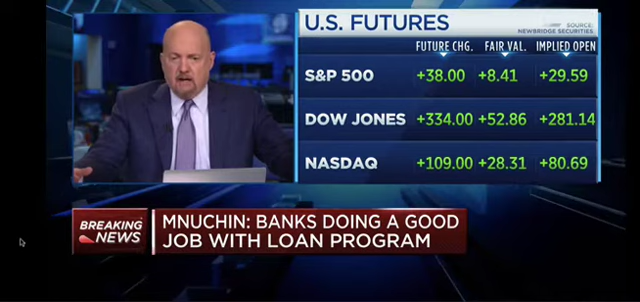 U.S. FUTURES
SOURCE:
NEWBRIDGE SECURITIES
FUTURE CHG. FAIR VAL. IMPLIED OPEN
S&P 500 +38.00 +8.41 +29.59
DOW JONES +334.00 +52.86 +281.14
NASDAQ +109.00 +28.31 +80.69
BREAKING NEWS
MNUCHIN: BANKS DOING A GOOD
JOB WITH LOAN PROGRAM